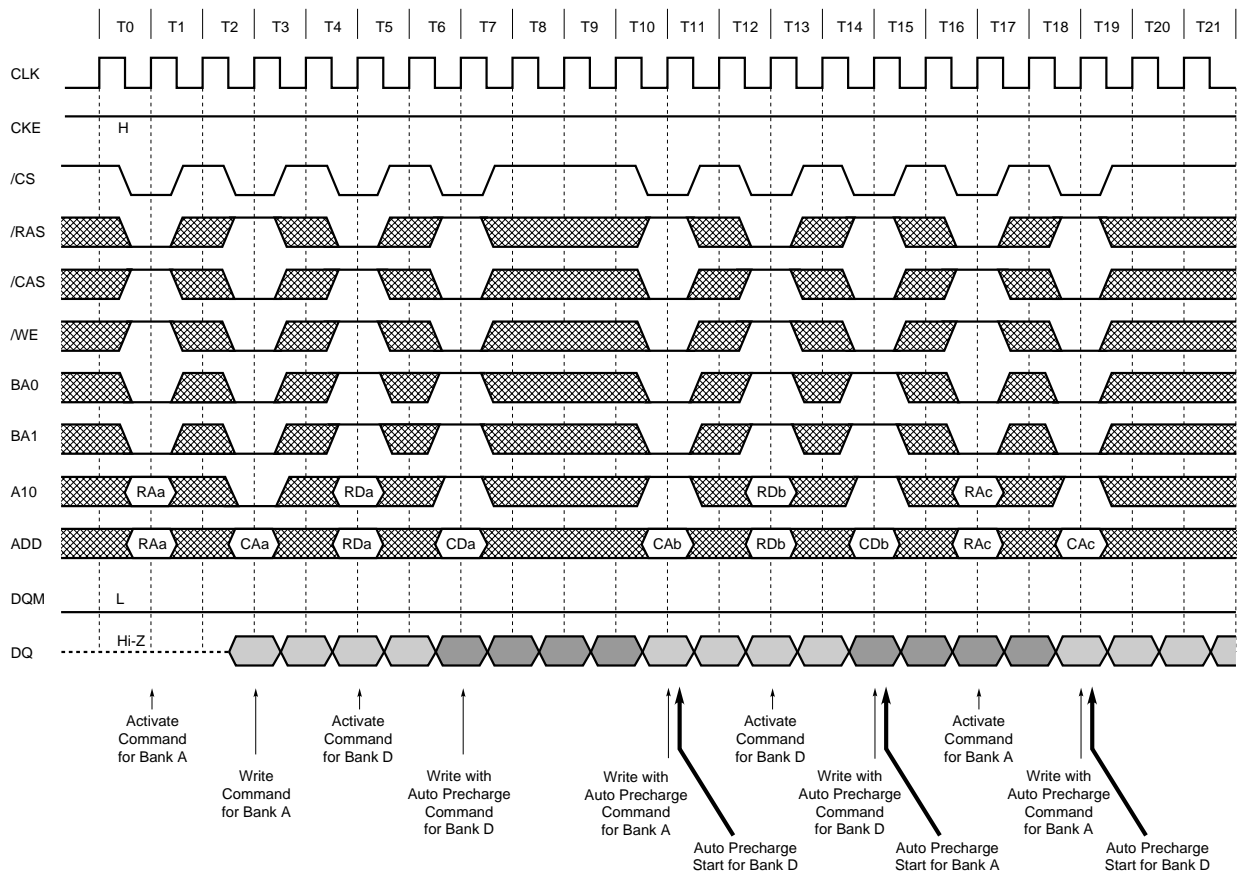 T0 T1 T2 T3 T4 T5 T6 T7 T8 T9 T10 T11 T12 T13 T14 T15 T16 T17 T18 T19 T20 T21
CLK
CKE H
/CS
/RAS
/CAS
/WE
BA0
BA1
A10 RAa RDa RDb RAc
ADD RAa CAa RDa CDa CAb RDb CDb RAc CAc
DQM L
DQ Hi-Z
Activate
Command
for Bank A
Write
Command
for Bank A
Activate
Command
for Bank D
Write with
Auto Precharge
Command
for Bank D
Write with
Auto Precharge
Command
for Bank A
Auto Precharge
Start for Bank D
Activate
Command
for Bank D
Write with
Auto Precharge
Command
for Bank D
Auto Precharge
Start for Bank A
Activate
Command
for Bank A
Write with
Auto Precharge
Command
for Bank A
Auto Precharge
Start for Bank D